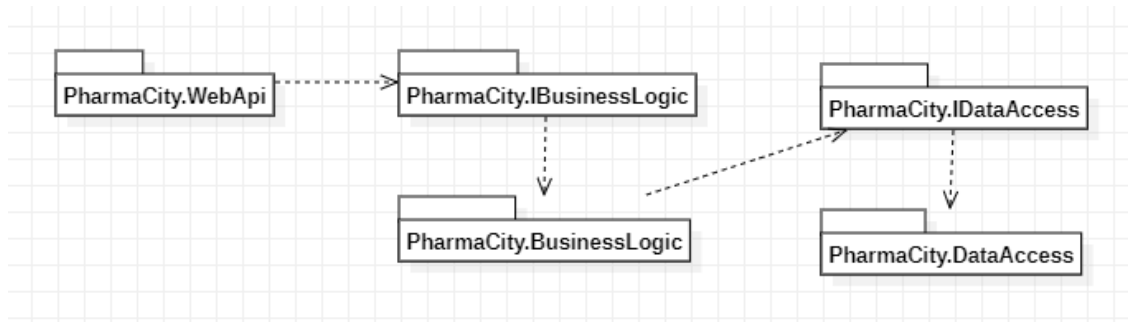 PharmaCity.WebApi
PharmaCity.IBusinessLogic
PharmaCity.IDataAccess
PharmaCity.BusinessLogic
PharmaCity.DataAccess